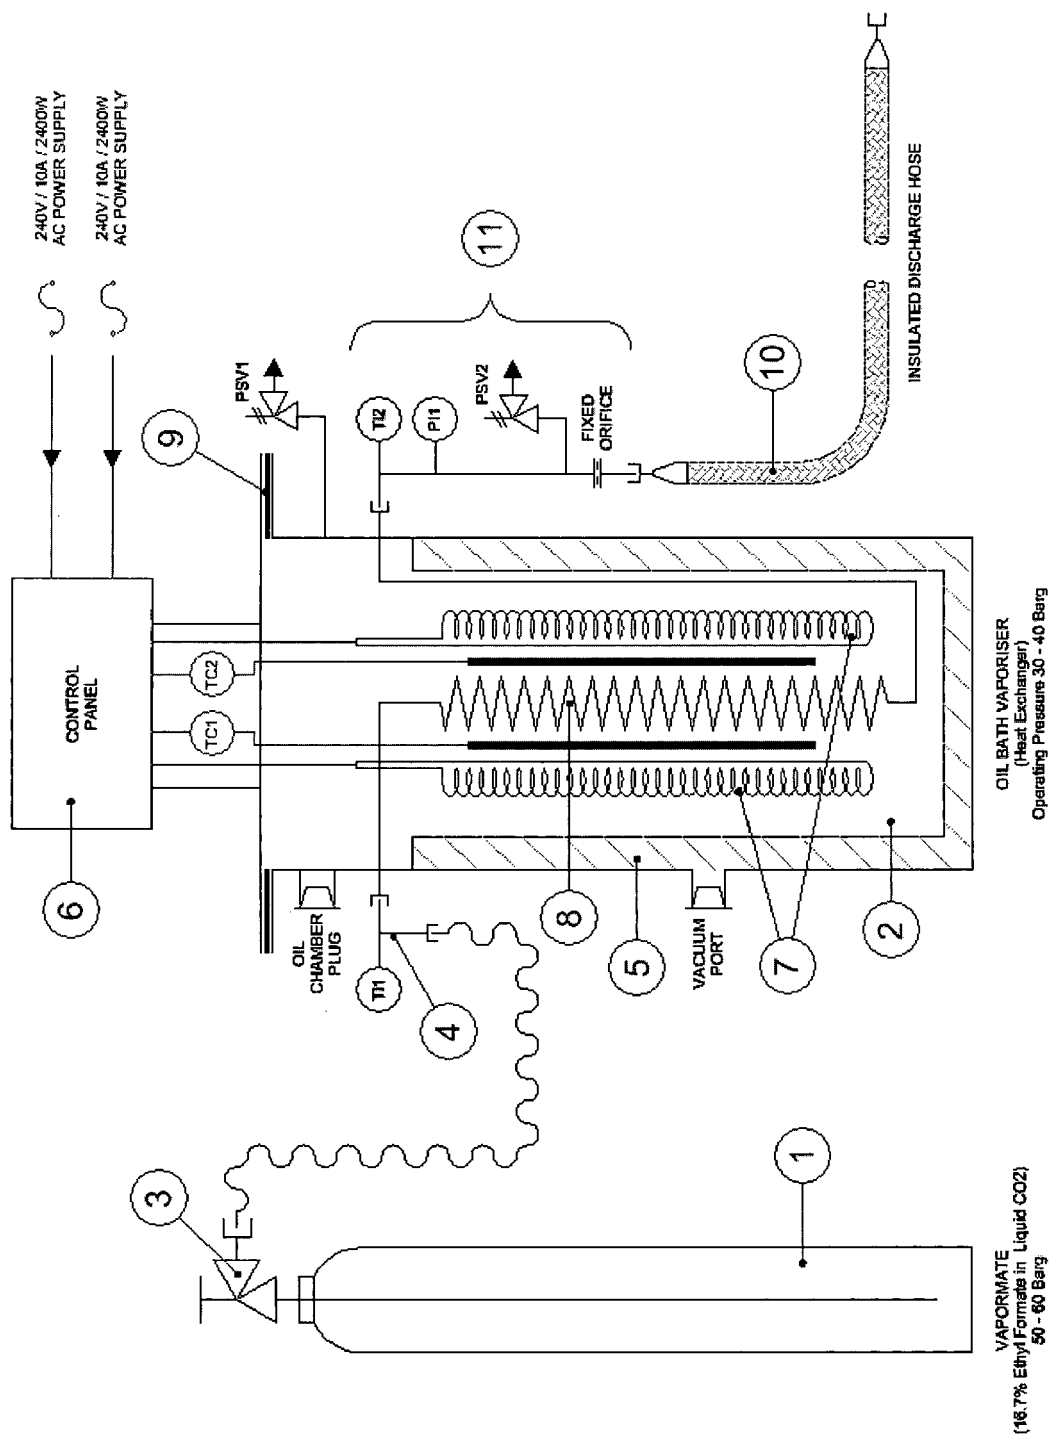 240V / 10A / 2400W
AC POWER SUPPLY
240V / 10A / 2400W
AC POWER SUPPLY
CONTROL
PANEL
6
TC1
TC2
9
PSV1
11
TI2
PI1
PSV2
FIXED
ORIFICE
10
INSULATED DISCHARGE HOSE
3
OIL
CHAMBER
PLUG
TI1
4
8
5
VACUUM
PORT
7
2
1
VAPORMATE
(16.7% Ethyl Formate in Liquid CO2)
50 - 60 Barg
OIL BATH VAPORISER
(Heat Exchanger)
Operating Pressure 30 - 40 Barg